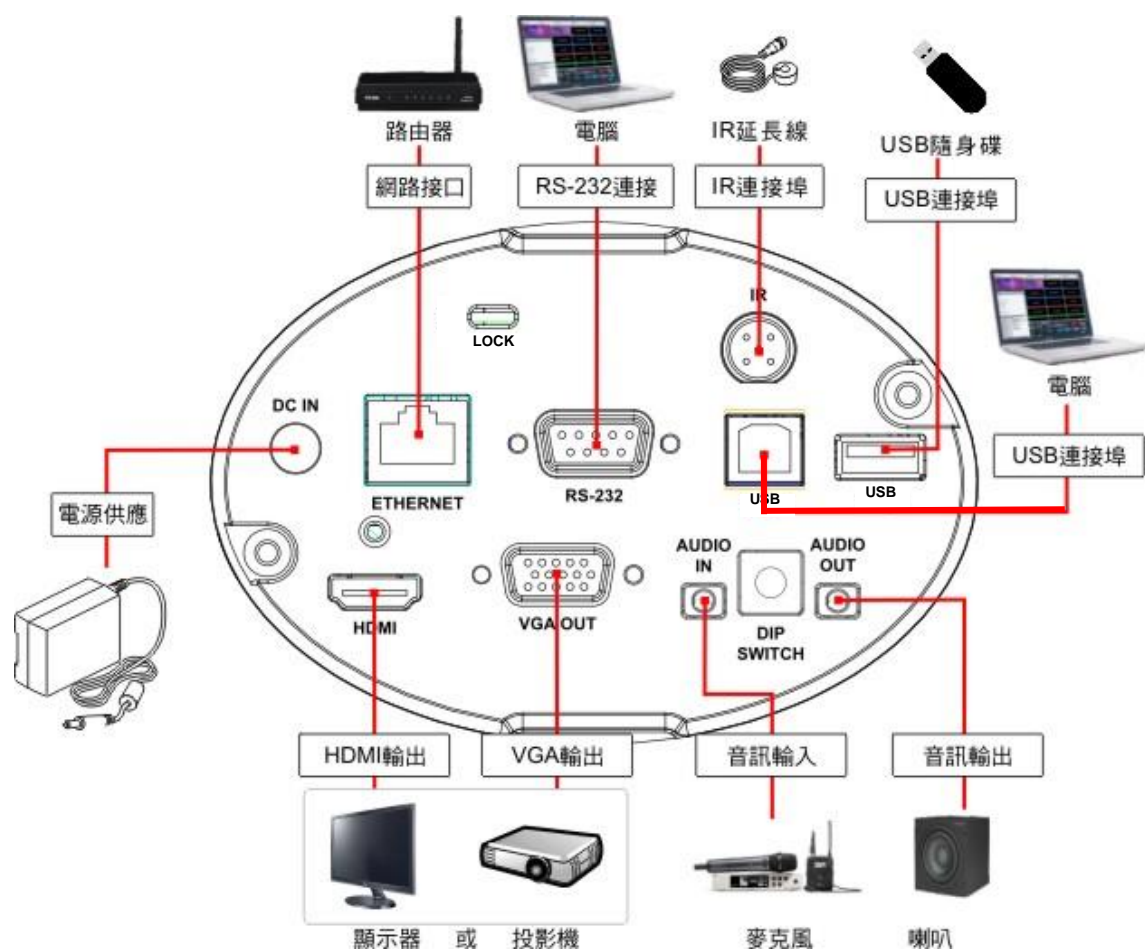 路由器
電腦
IR延長線
USB隨身碟
網路接口
RS-232連接
IR連接埠
USB連接埠
IR
LOCK
電腦
DC IN
USB連接埠
ETHERNET
RS-232
USB
USB
電源供應
AUDIO
IN
AUDIO
OUT
HDMI
VGA OUT
DIP
SWITCH
HDMI輸出
VGA輸出
音訊輸入
音訊輸出
顯示器 或 投影機
麥克風
喇叭